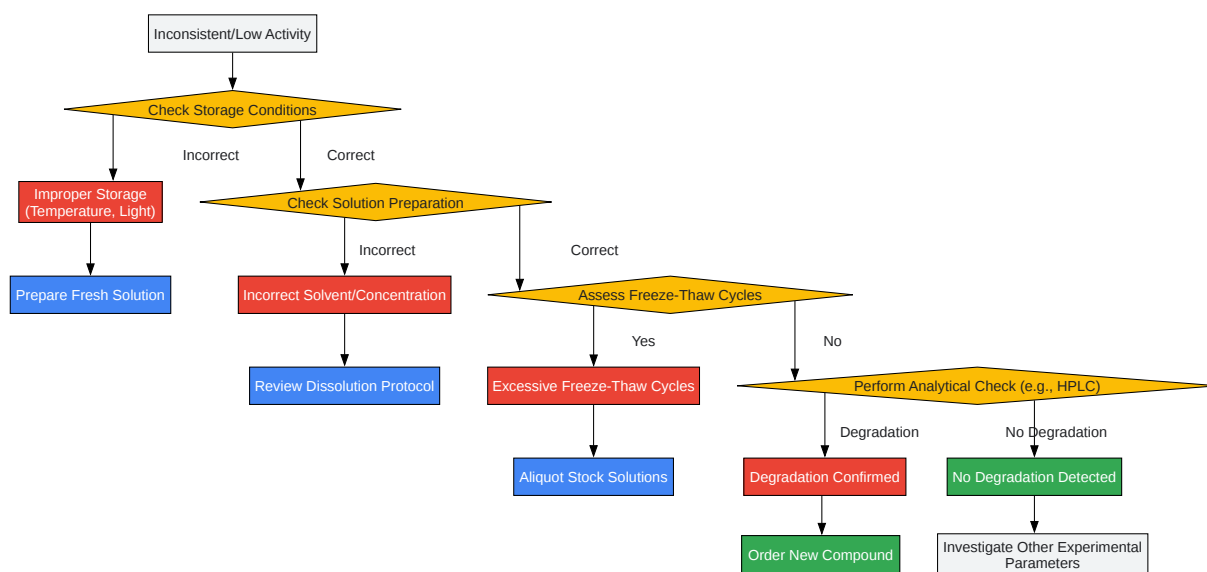 Inconsistent/Low Activity
Check Storage Conditions
Incorrect
Correct
Improper Storage
(Temperature, Light)
Check Solution Preparation
Incorrect
Correct
Prepare Fresh Solution
Incorrect Solvent/Concentration
Assess Freeze-Thaw Cycles
Yes
No
Review Dissolution Protocol
Excessive Freeze-Thaw Cycles
Perform Analytical Check (e.g., HPLC)
Degradation
No Degradation
Aliquot Stock Solutions
Degradation Confirmed
No Degradation Detected
Order New Compound
Investigate Other Experimental
Parameters